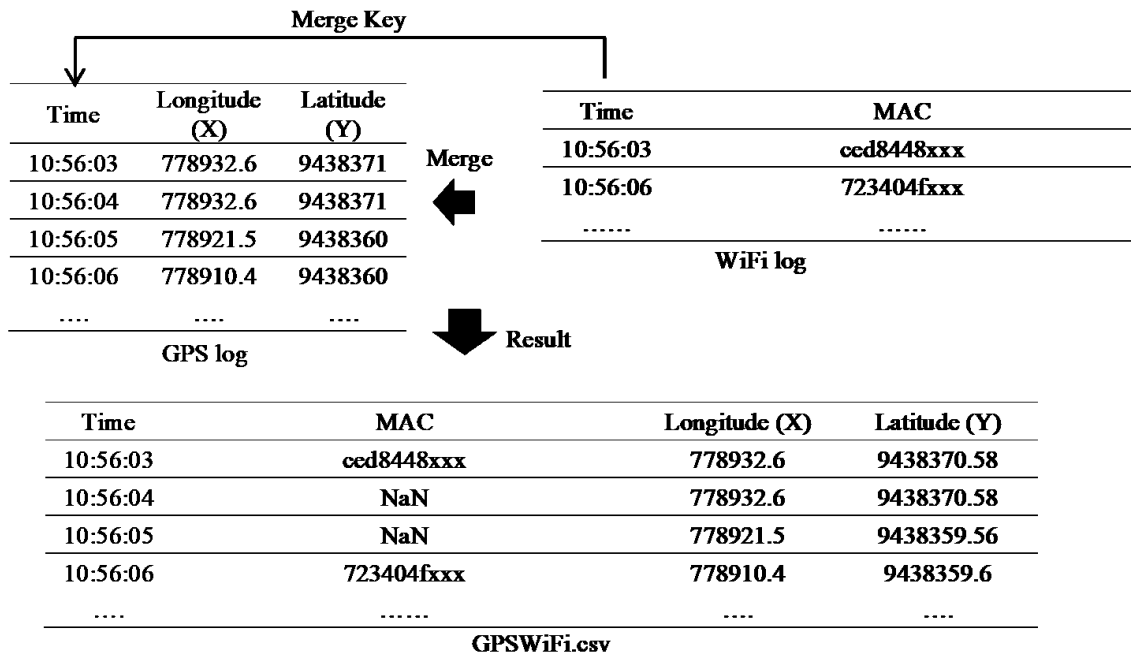 Merge Key
Time Longitude (X) Latitude (Y)
10:56:03 778932.6 9438371
10:56:04 778932.6 9438371
10:56:05 778921.5 9438360
10:56:06 778910.4 9438360
.... .... ....
GPS log
Merge
Time MAC
10:56:03 ced8448xxx
10:56:06 723404fxxx
...... ......
WiFi log
Result
Time MAC Longitude (X) Latitude (Y)
10:56:03 ced8448xxx 778932.6 9438370.58
10:56:04 NaN 778932.6 9438370.58
10:56:05 NaN 778921.5 9438359.56
10:56:06 723404fxxx 778910.4 9438359.6
.... ...... .... ....
GPSWiFi.csv